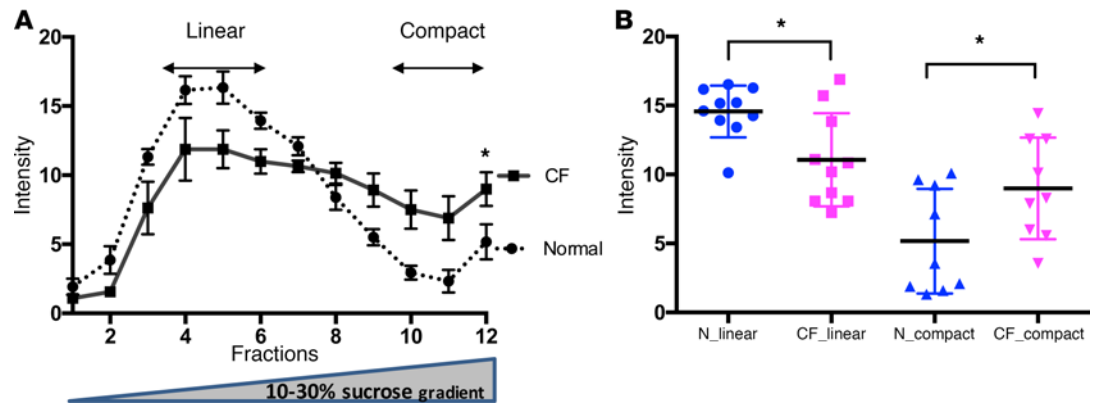 A
Linear
Compact
20
15
10
5
0
Intensity
*
CF
Normal
2 4 6 8 10 12
Fractions
10-30% sucrose gradient
B
20
15
10
5
0
Intensity
*
*
N_linear CF_linear N_compact CF_compact